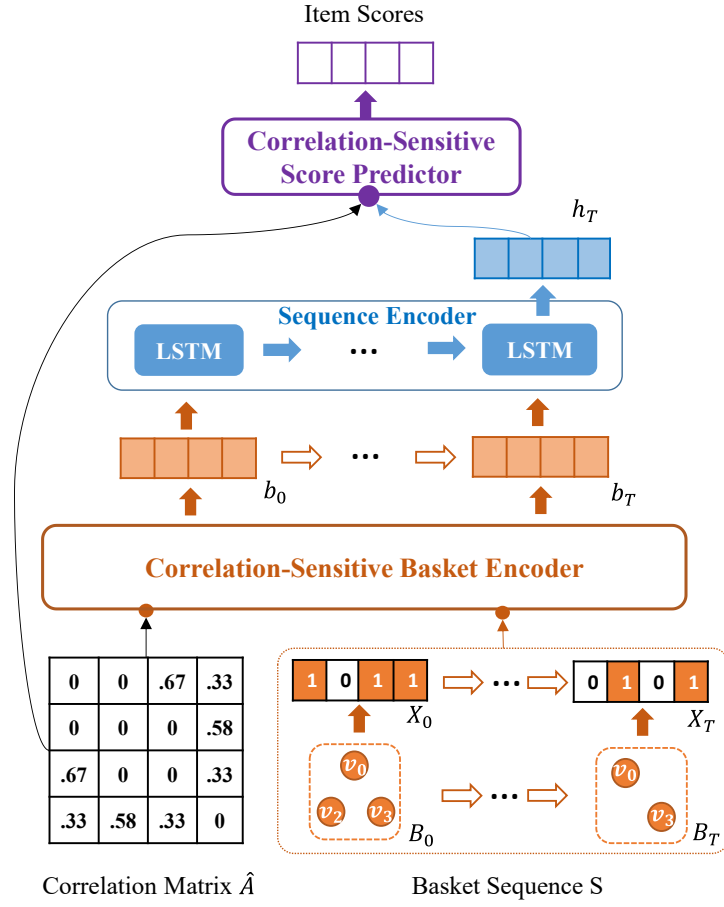 Item Scores
Correlation-Sensitive
Score Predictor
h_T
Sequence Encoder
LSTM ... LSTM
...
b_0 b_T
Correlation-Sensitive Basket Encoder
0 0 .67 .33
0 0 0 .58
.67 0 0 .33
.33 .58 .33 0
1 0 1 1 ... 0 1 0 1
X_0 X_T
v_0 v_0
v_2 v_3 ... v_3
B_0 B_T
Correlation Matrix Â Basket Sequence S